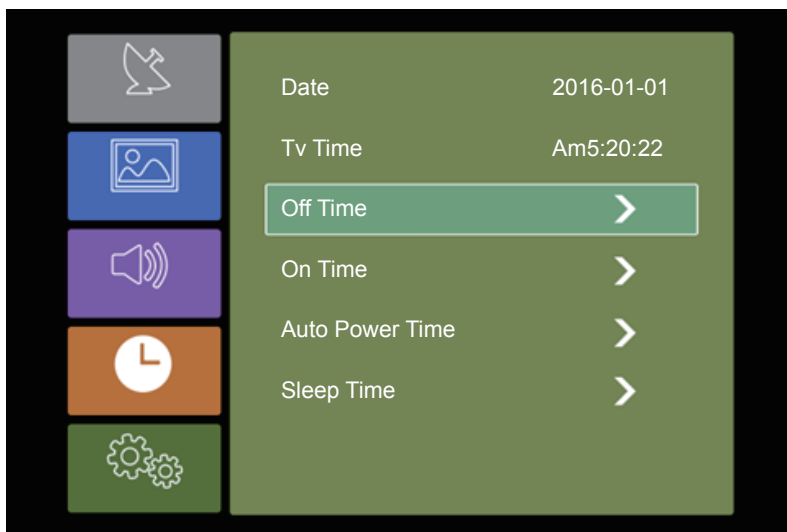 Date 2016-01-01
Tv Time Am5:20:22
Off Time
On Time
Auto Power Time
Sleep Time